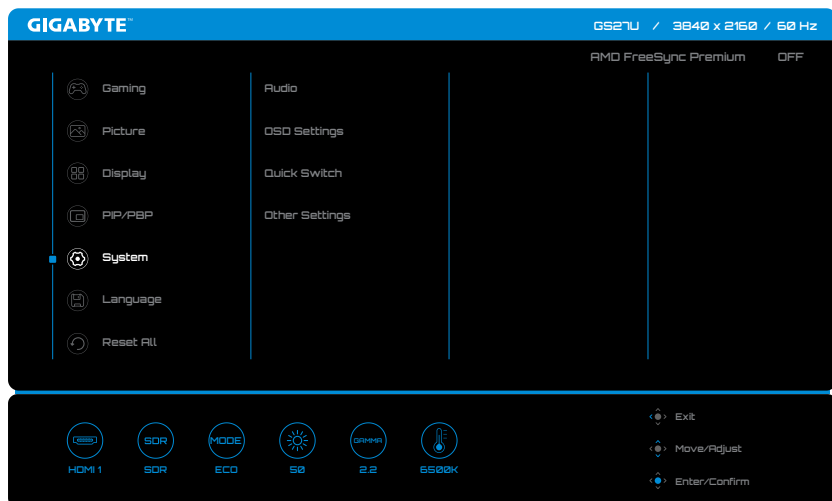 GIGABYTE™ GS27U / 3840 x 2160 / 60 Hz
AMD FreeSync Premium OFF
Gaming Audio
Picture OSD Settings
Display Quick Switch
PIP/PBP Other Settings
System
Language
Reset All
SDR MODE GAMMA
HDMI 1 SDR ECO 50 2.2 6500K
Exit
Move/Adjust
Enter/Confirm